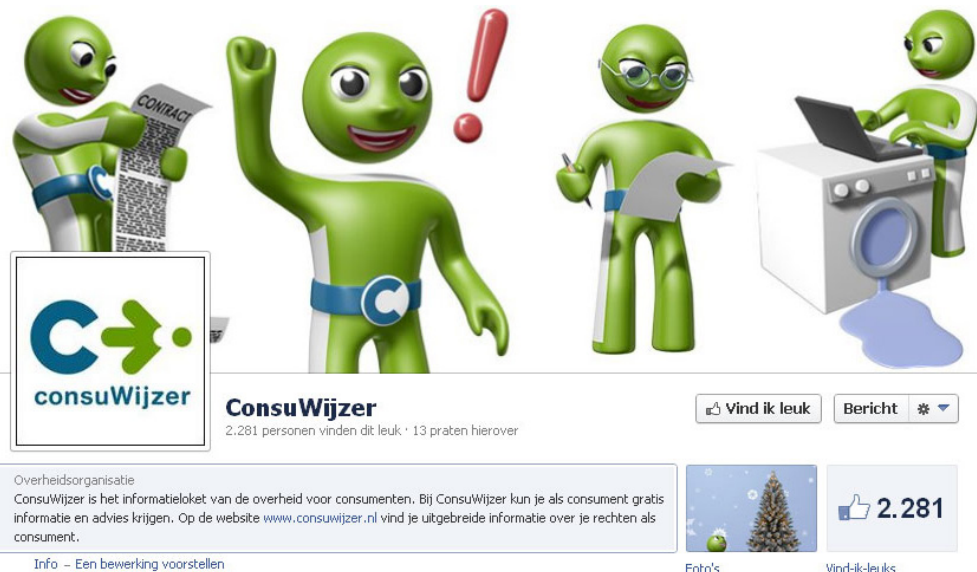 CONTRACT
C
consuWijzer
ConsuWijzer
2.281 personen vinden dit leuk · 13 praten hierover
Vind ik leuk
Bericht
Overheidsorganisatie
ConsuWijzer is het informatieloket van de overheid voor consumenten. Bij ConsuWijzer kun je als consument gratis
informatie en advies krijgen. Op de website www.consuwijzer.nl vind je uitgebreide informatie over je rechten als
consument.
Info – Een bewerking voorstellen
2.281
Foto's
Vind-ik-leuks